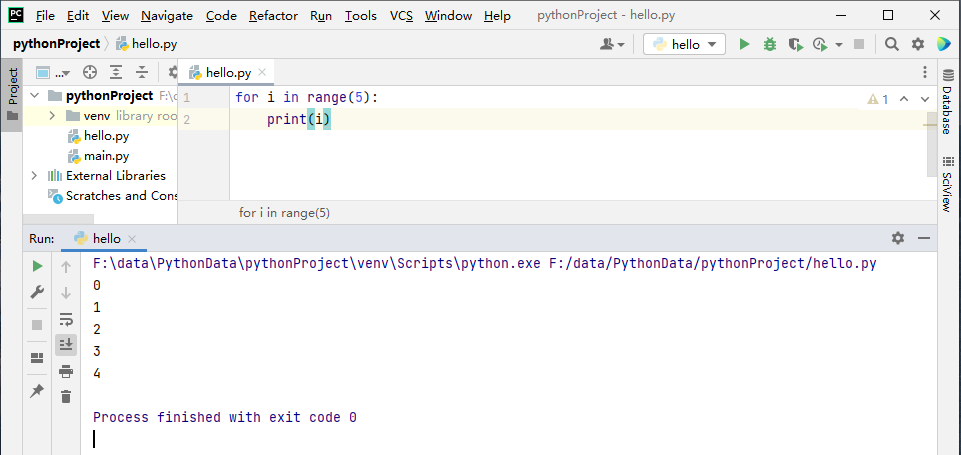 PC File Edit View Navigate Code Refactor Run Tools VCS Window Help pythonProject - hello.py
pythonProject hello.py hello
Project
...
hello.py
pythonProject
venv library
hello.py
main.py
External Libraries
Scratches and
1 for i in range(5):
2 print(i)
1
for i in range(5)
Database
SciView
Run: hello
F:\data\PythonData\pythonProject\venv\Scripts\python.exe F:/data/PythonData/pythonProject/hello.py
0
1
2
3
4
Process finished with exit code 0